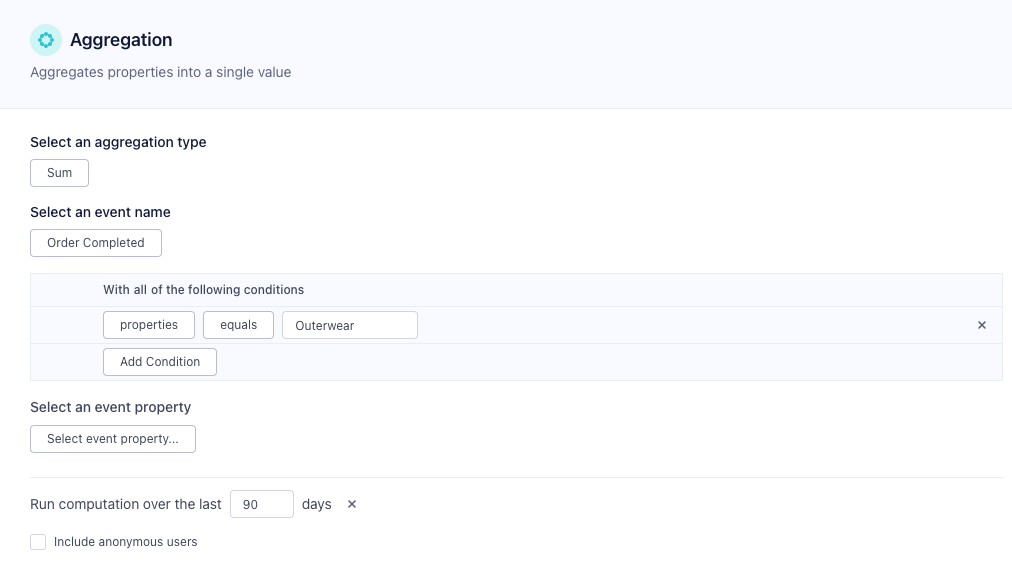 Aggregation
Aggregates properties into a single value
Select an aggregation type
Sum
Select an event name
Order Completed
With all of the following conditions
properties equals Outerwear ×
Add Condition
Select an event property
Select event property...
Run computation over the last 90 days ×
Include anonymous users